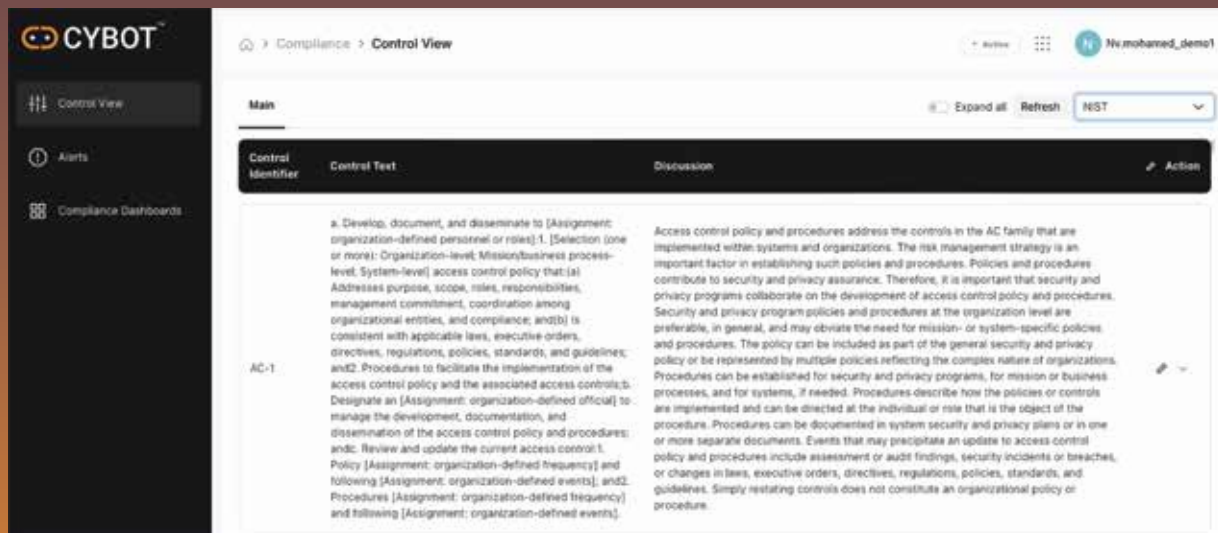 CYBOT™
Compliance > Control View
Active
N
Nv.mohamed_demo1
Control View
Alerts
Compliance Dashboards
Main
Expand all
Refresh
NIST
Control Identifier
Control Text
Discussion
Action
AC-1
a. Develop, document, and disseminate to [Assignment:
organization-defined personnel or roles]:1. [Selection (one
or more): Organization-level; Mission/business process-
level; System-level] access control policy that:(a)
Addresses purpose, scope, roles, responsibilities,
management commitment, coordination among
organizational entities, and compliance; and(b) is
consistent with applicable laws, executive orders,
directives, regulations, policies, standards, and guidelines;
and2. Procedures to facilitate the implementation of the
access control policy and the associated access controls;b.
Designate an [Assignment: organization-defined official] to
manage the development, documentation, and
dissemination of the access control policy and procedures;
andc. Review and update the current access control:1.
Policy [Assignment: organization-defined frequency] and
following [Assignment: organization-defined events]; and2.
Procedures [Assignment: organization-defined frequency]
and following [Assignment: organization-defined events].
Access control policy and procedures address the controls in the AC family that are
implemented within systems and organizations. The risk management strategy is an
important factor in establishing such policies and procedures. Policies and procedures
contribute to security and privacy assurance. Therefore, it is important that security and
privacy programs collaborate on the development of access control policy and procedures.
Security and privacy program policies and procedures at the organization level are
preferable, in general, and may obviate the need for mission- or system-specific policies
and procedures. The policy can be included as part of the general security and privacy
policy or be represented by multiple policies reflecting the complex nature of organizations.
Procedures can be established for security and privacy programs, for mission or business
processes, and for systems, if needed. Procedures describe how the policies or controls
are implemented and can be directed at the individual or role that is the object of the
procedure. Procedures can be documented in system security and privacy plans or in one
or more separate documents. Events that may precipitate an update to access control
policy and procedures include assessment or audit findings, security incidents or breaches,
or changes in laws, executive orders, directives, regulations, policies, standards, and
guidelines. Simply restating controls does not constitute an organizational policy or
procedure.